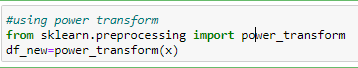 #using power transform
from sklearn.preprocessing import power_transform
df_new=power_transform(x)